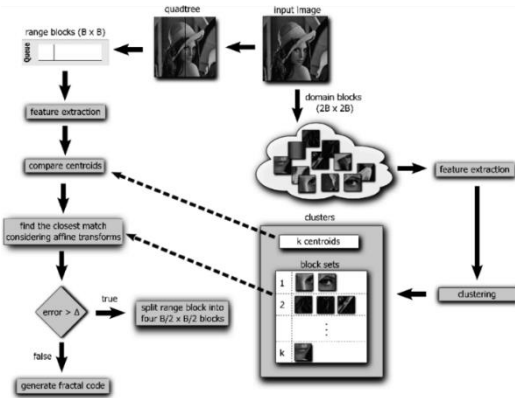 quadtree
input image
range blocks (B x B)
Queue
domain blocks
(2B x 2B)
feature extraction
feature extraction
compare centroids
clusters
k centroids
find the closest match
considering affine transforms
block sets
1
2
⋮
k
clustering
error > Δ
true
split range block into
four B/2 x B/2 blocks
false
generate fractal code